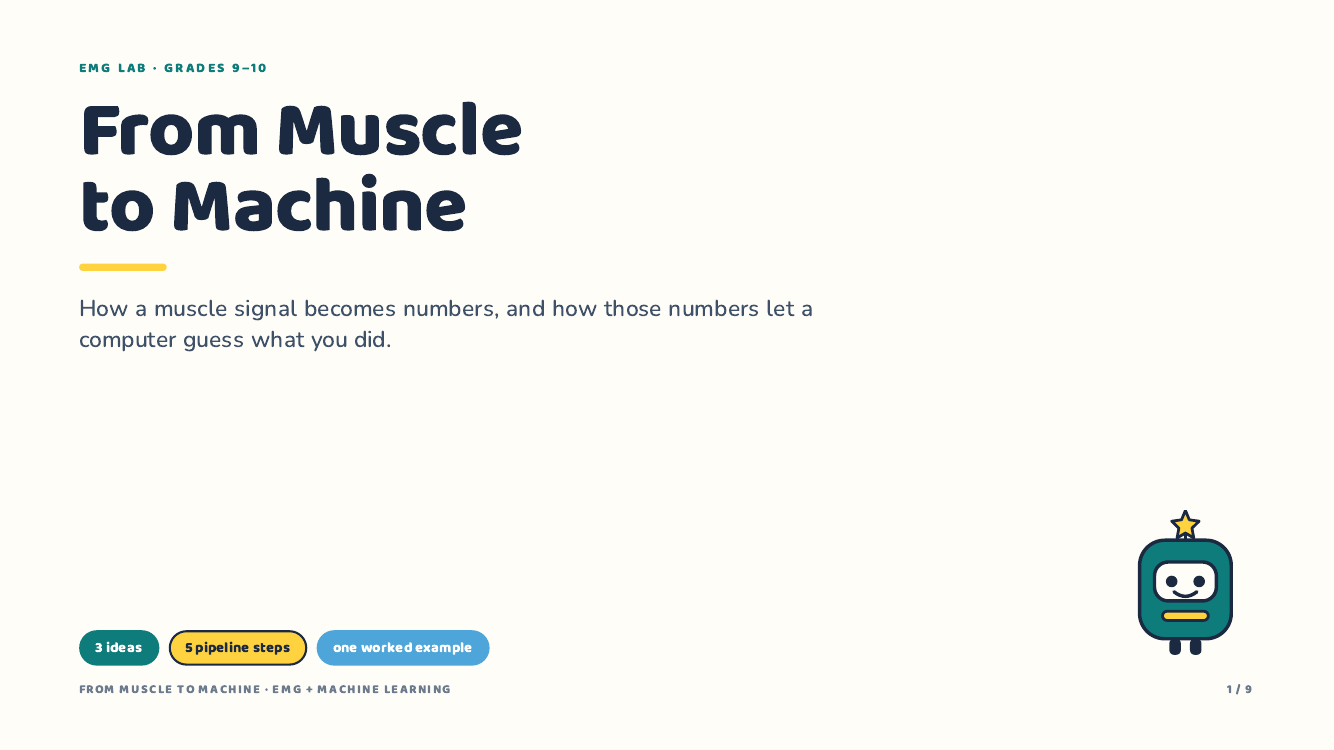 EMG LAB · GRADES 9–10
From Muscle
to Machine
How a muscle signal becomes numbers, and how those numbers let a
computer guess what you did.
3 ideas
5 pipeline steps
one worked example
FROM MUSCLE TO MACHINE · EMG + MACHINE LEARNING
1 / 9